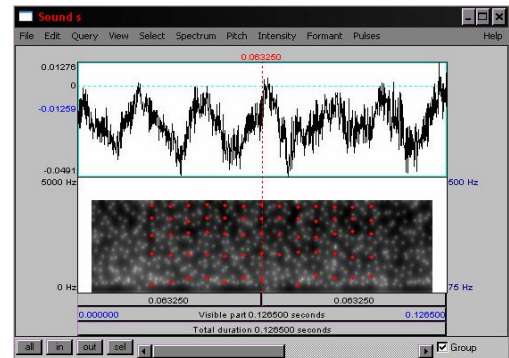 Sound s
File Edit Query View Select Spectrum Pitch Intensity Formant Pulses Help
0.063250
0.01276
0
-0.01259
-0.0491
5000 Hz
500 Hz
0 Hz
75 Hz
0.063250 0.063250
0.000000 Visible part 0.126500 seconds 0.126500
Total duration 0.126500 seconds
all in out sel Group